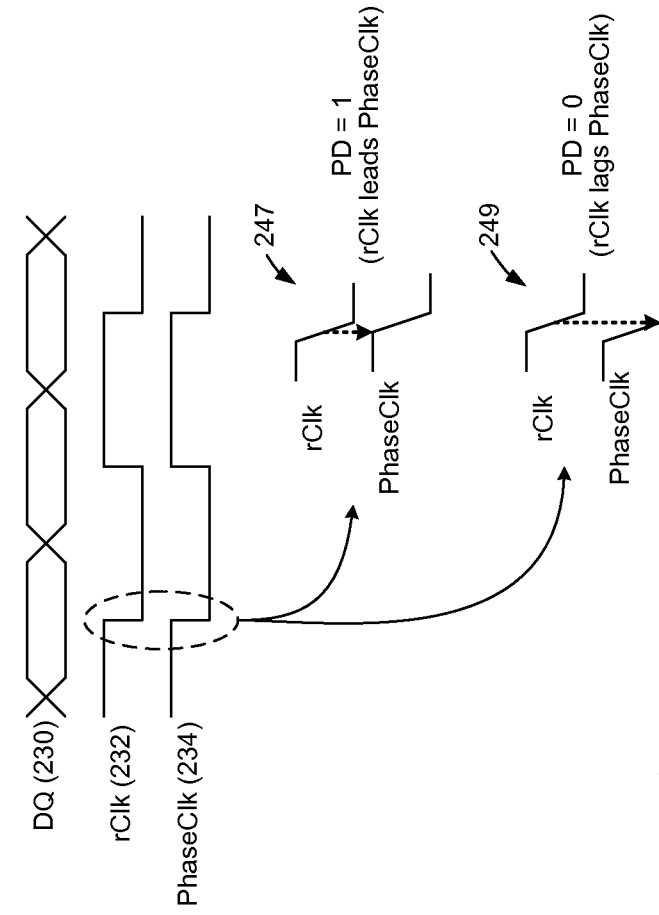 DQ (230)
rClk (232)
PhaseClk (234)
247
rClk
PhaseClk
PD = 1
(rClk leads PhaseClk)
249
rClk
PhaseClk
PD = 0
(rClk lags PhaseClk)